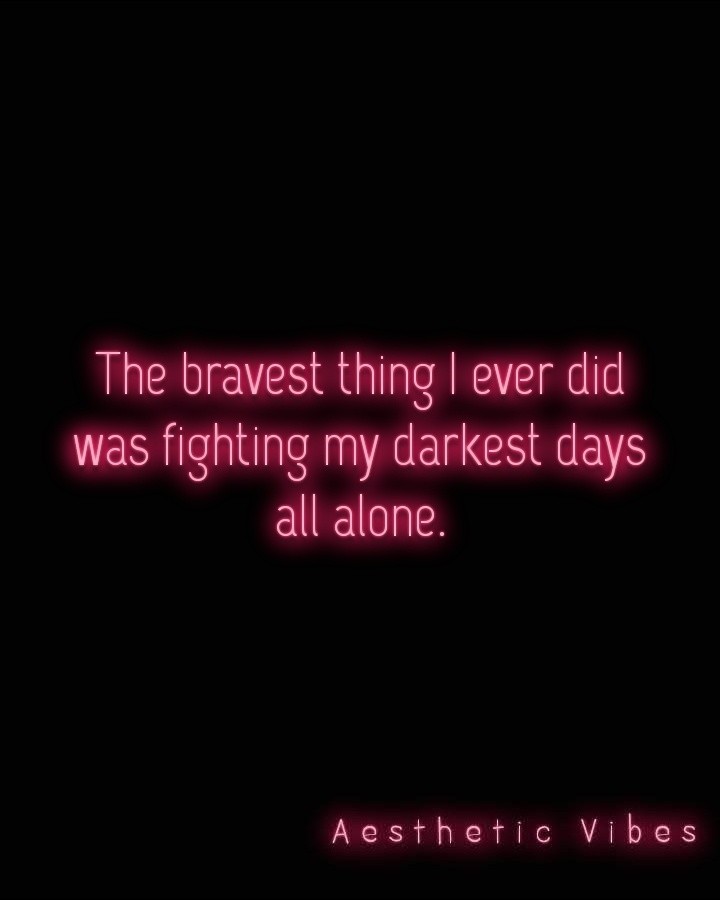 The bravest thing I ever did
was fighting my darkest days
all alone.
Aesthetic Vibes